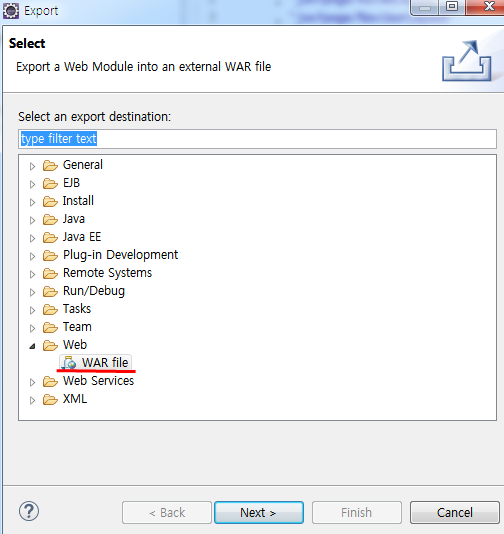 Export
Select
Export a Web Module into an external WAR file
Select an export destination:
type filter text
General
EJB
Install
Java
Java EE
Plug-in Development
Remote Systems
Run/Debug
Tasks
Team
Web
WAR file
Web Services
XML
?
< Back
Next >
Finish
Cancel